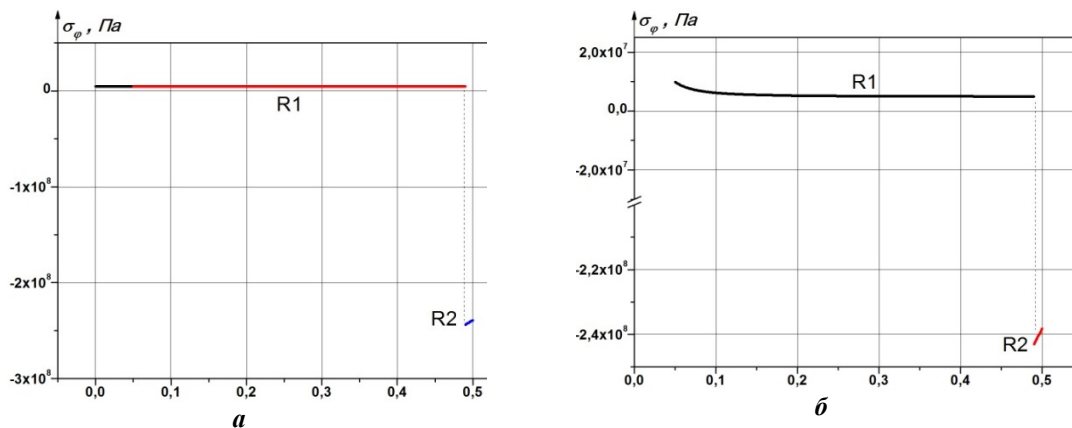 σφ , Па
0
-1x10⁸
-2x10⁸
-3x10⁸
R1
R2
0,0 0,1 0,2 0,3 0,4 0,5
а
σφ , Па
2,0x10⁷
0,0
-2,0x10⁷
-2,2x10⁸
-2,4x10⁸
R1
R2
0,0 0,1 0,2 0,3 0,4 0,5
б